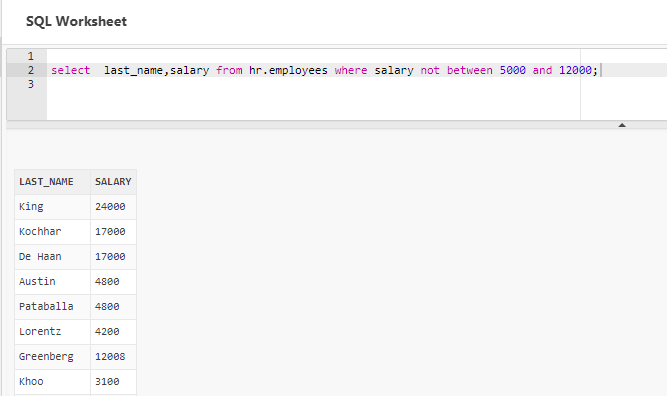 SQL Worksheet
1
2 select  last_name,salary from hr.employees where salary not between 5000 and 12000;
3
LAST_NAME SALARY
King 24000
Kochhar 17000
De Haan 17000
Austin 4800
Pataballa 4800
Lorentz 4200
Greenberg 12008
Khoo 3100